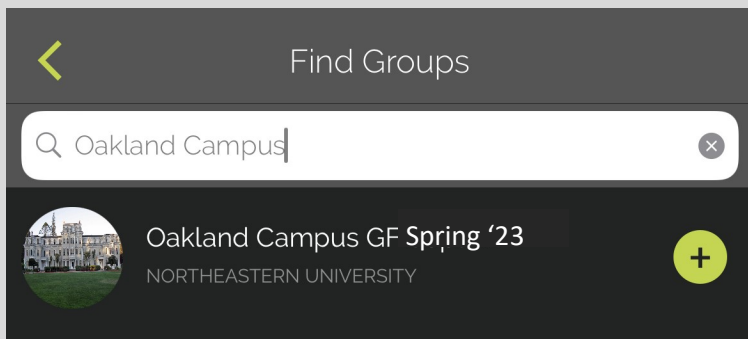 Find Groups
Oakland Campus
Oakland Campus GF Spring ‘23
NORTHEASTERN UNIVERSITY